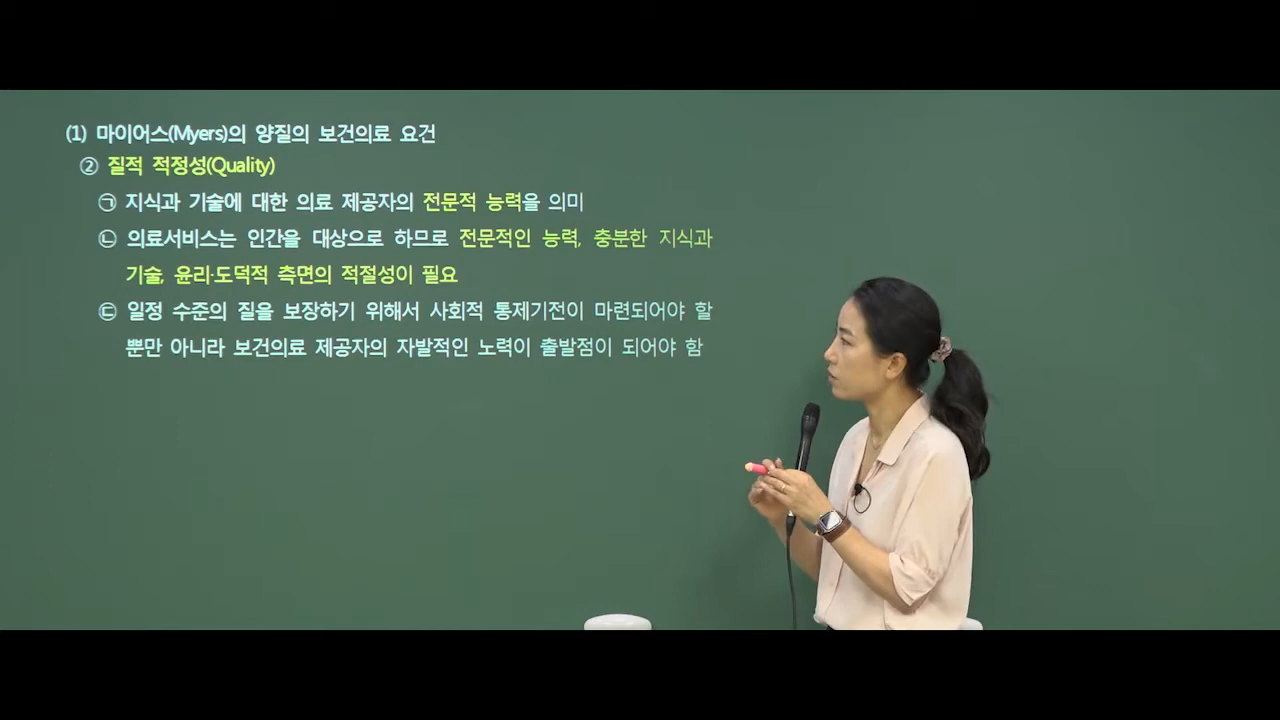 (1) 마이어스(Myers)의 양질의 보건의료 요건
② 질적 적정성(Quality)
㉠ 지식과 기술에 대한 의료 제공자의 전문적 능력을 의미
㉡ 의료서비스는 인간을 대상으로 하므로 전문적인 능력, 충분한 지식과
기술, 윤리·도덕적 측면의 적절성이 필요
㉢ 일정 수준의 질을 보장하기 위해서 사회적 통제기전이 마련되어야 할
뿐만 아니라 보건의료 제공자의 자발적인 노력이 출발점이 되어야 함